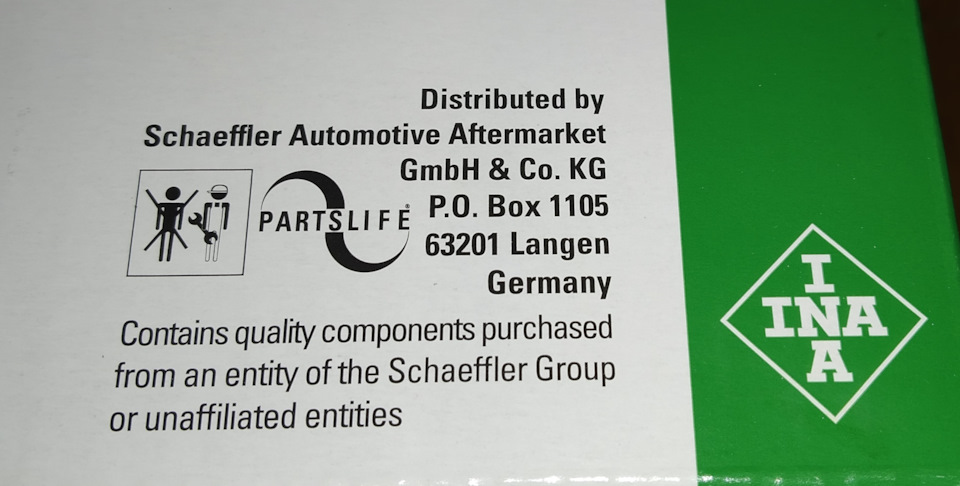 Distributed by
Schaeffler Automotive Aftermarket
GmbH & Co. KG
PARTSLIFE®
P.O. Box 1105
63201 Langen
Germany
Contains quality components purchased
from an entity of the Schaeffler Group
or unaffiliated entities
I
INA
A